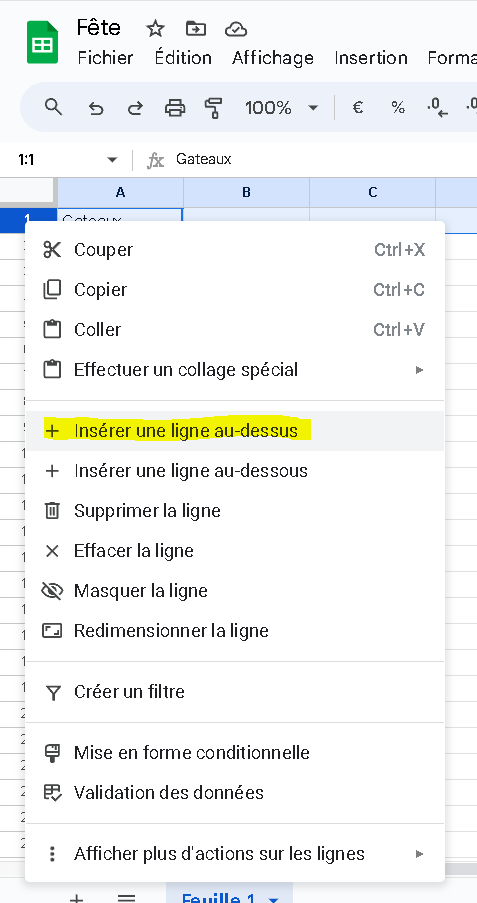 Fête
Fichier Édition Affichage Insertion Forma
100% € % .0 .0
1:1 fx Gateaux
A B C
1 Gateaux
Couper Ctrl+X
Copier Ctrl+C
Coller Ctrl+V
Effectuer un collage spécial
Insérer une ligne au-dessus
Insérer une ligne au-dessous
Supprimer la ligne
Effacer la ligne
Masquer la ligne
Redimensionner la ligne
Créer un filtre
Mise en forme conditionnelle
Validation des données
Afficher plus d'actions sur les lignes
Feuille 1